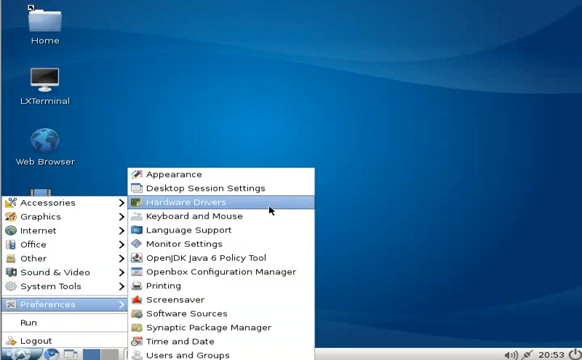 Home
LXTerminal
Web Browser
Accessories
Graphics
Internet
Office
Other
Sound & Video
System Tools
Preferences
Run
Logout
Appearance
Desktop Session Settings
Hardware Drivers
Keyboard and Mouse
Language Support
Monitor Settings
OpenJDK Java 6 Policy Tool
Openbox Configuration Manager
Printing
Screensaver
Software Sources
Synaptic Package Manager
Time and Date
Users and Groups
20:53